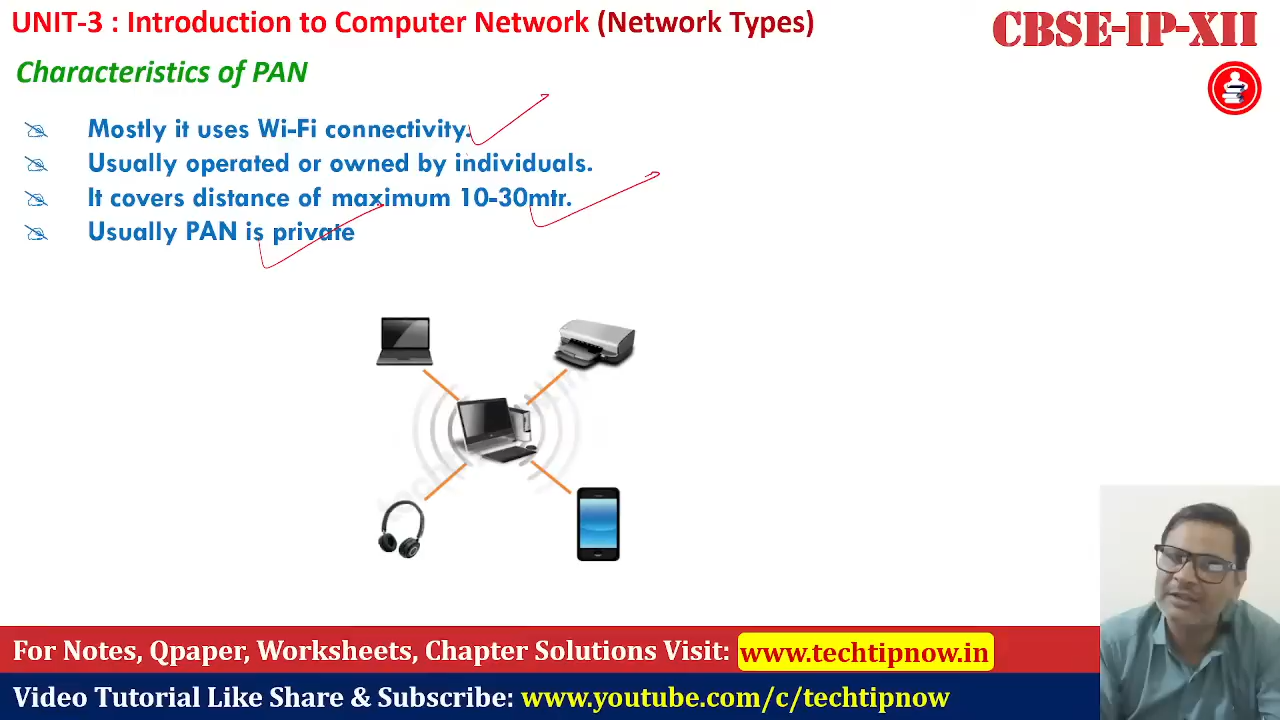 UNIT-3 : Introduction to Computer Network (Network Types)
CBSE-IP-XII
Characteristics of PAN
Mostly it uses Wi-Fi connectivity.
Usually operated or owned by individuals.
It covers distance of maximum 10-30mtr.
Usually PAN is private
For Notes, Qpaper, Worksheets, Chapter Solutions Visit: www.techtipnow.in
Video Tutorial Like Share & Subscribe: www.youtube.com/c/techtipnow